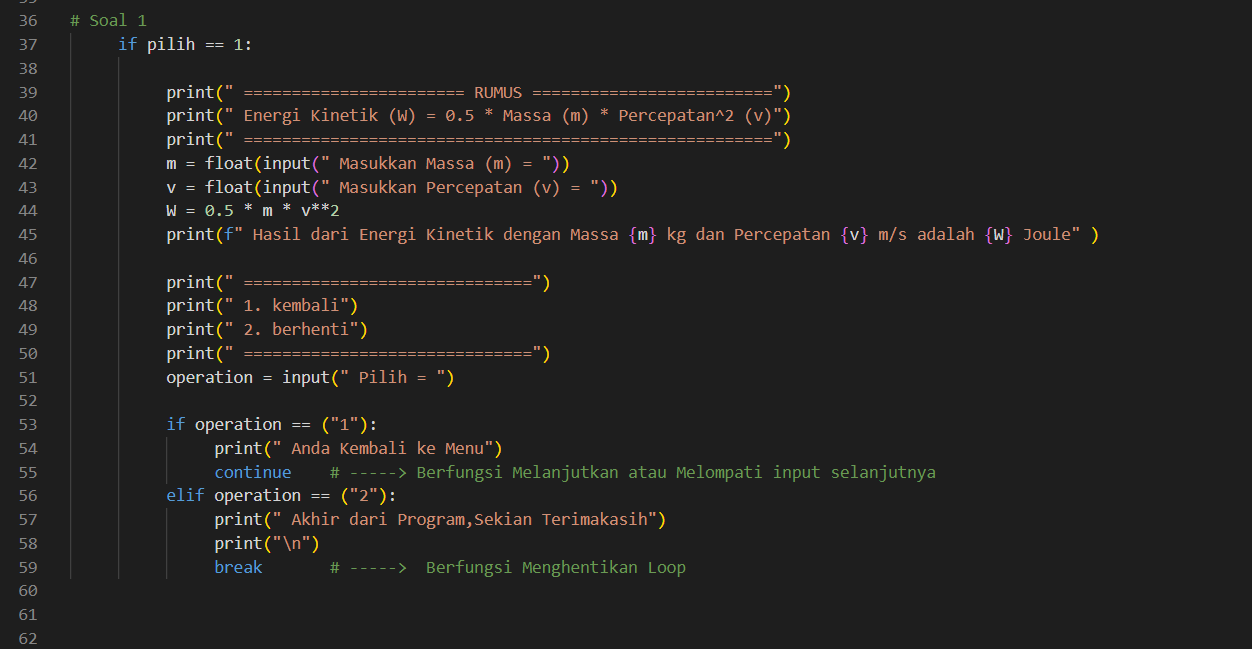 36 # Soal 1
37 if pilih == 1:
38
39 print(" ======================= RUMUS =========================")
40 print(" Energi Kinetik (W) = 0.5 * Massa (m) * Percepatan^2 (v)")
41 print(" =======================================================")
42 m = float(input(" Masukkan Massa (m) = "))
43 v = float(input(" Masukkan Percepatan (v) = "))
44 W = 0.5 * m * v**2
45 print(f" Hasil dari Energi Kinetik dengan Massa {m} kg dan Percepatan {v} m/s adalah {W} Joule" )
46
47 print(" ==============================")
48 print(" 1. kembali")
49 print(" 2. berhenti")
50 print(" ==============================")
51 operation = input(" Pilih = ")
52
53 if operation == ("1"):
54 print(" Anda Kembali ke Menu")
55 continue # -----> Berfungsi Melanjutkan atau Melompati input selanjutnya
56 elif operation == ("2"):
57 print(" Akhir dari Program,Sekian Terimakasih")
58 print("\n")
59 break # -----> Berfungsi Menghentikan Loop
60
61
62